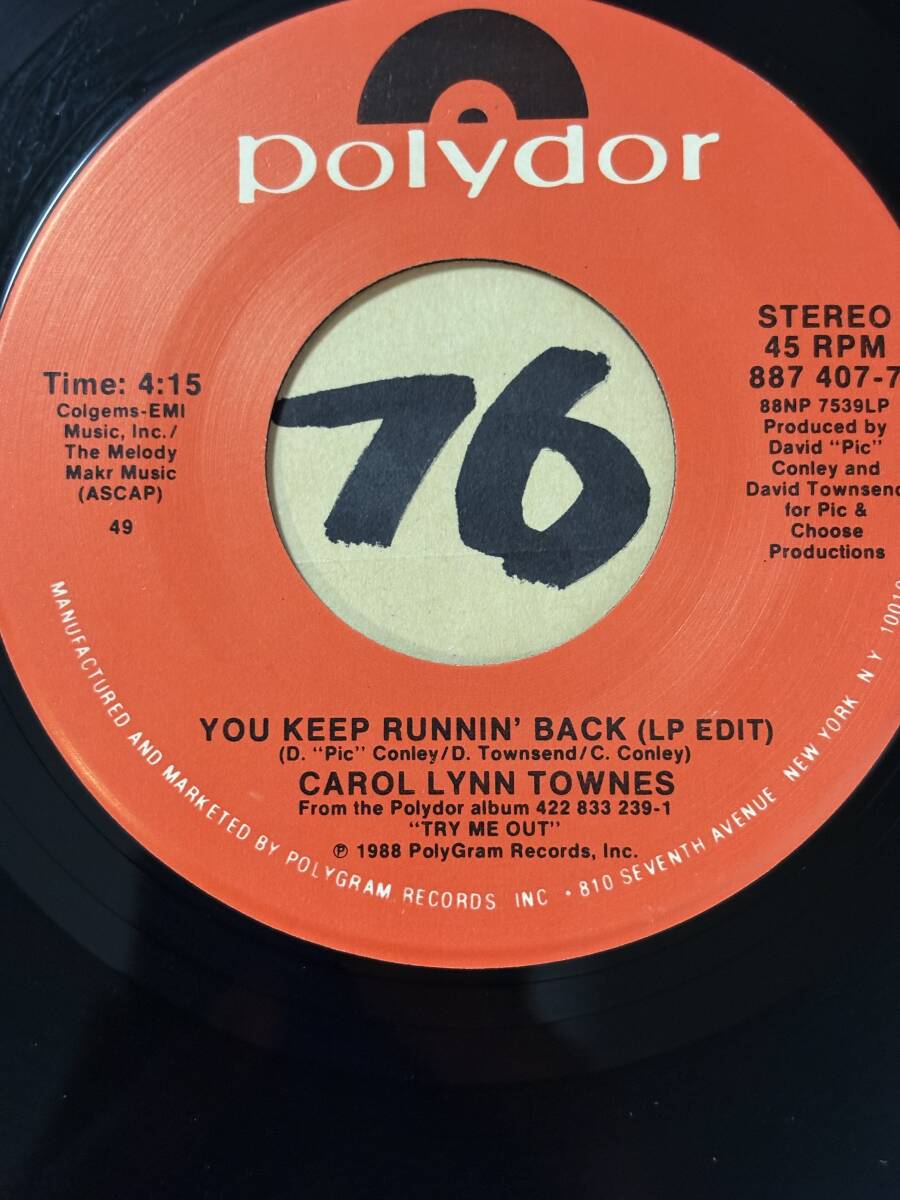 polydor
STEREO
45 RPM
887 407-7
88NP 7539LP
Produced by
David "Pic"
Conley and
David Townsend
for Pic &
Choose
Productions
Time: 4:15
Colgems-EMI
Music, Inc./
The Melody
Makr Music
(ASCAP)
49
76
YOU KEEP RUNNIN' BACK (LP EDIT)
(D. "Pic" Conley/D. Townsend/C. Conley)
CAROL LYNN TOWNES
From the Polydor album 422 833 239-1
"TRY ME OUT"
℗ 1988 PolyGram Records, Inc.
MANUFACTURED AND MARKETED BY POLYGRAM RECORDS INC • 810 SEVENTH AVENUE NEW YORK N Y